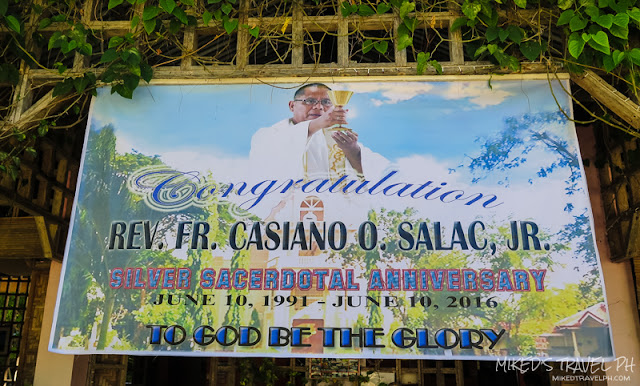 Congratulation
REV. FR. CASIANO O. SALAC, JR.
SILVER SACERDOTAL ANNIVERSARY
JUNE 10, 1991 - JUNE 10, 2016
TO GOD BE THE GLORY
MIKED'S TRAVEL PH
MIKEDTRAVELPH.COM